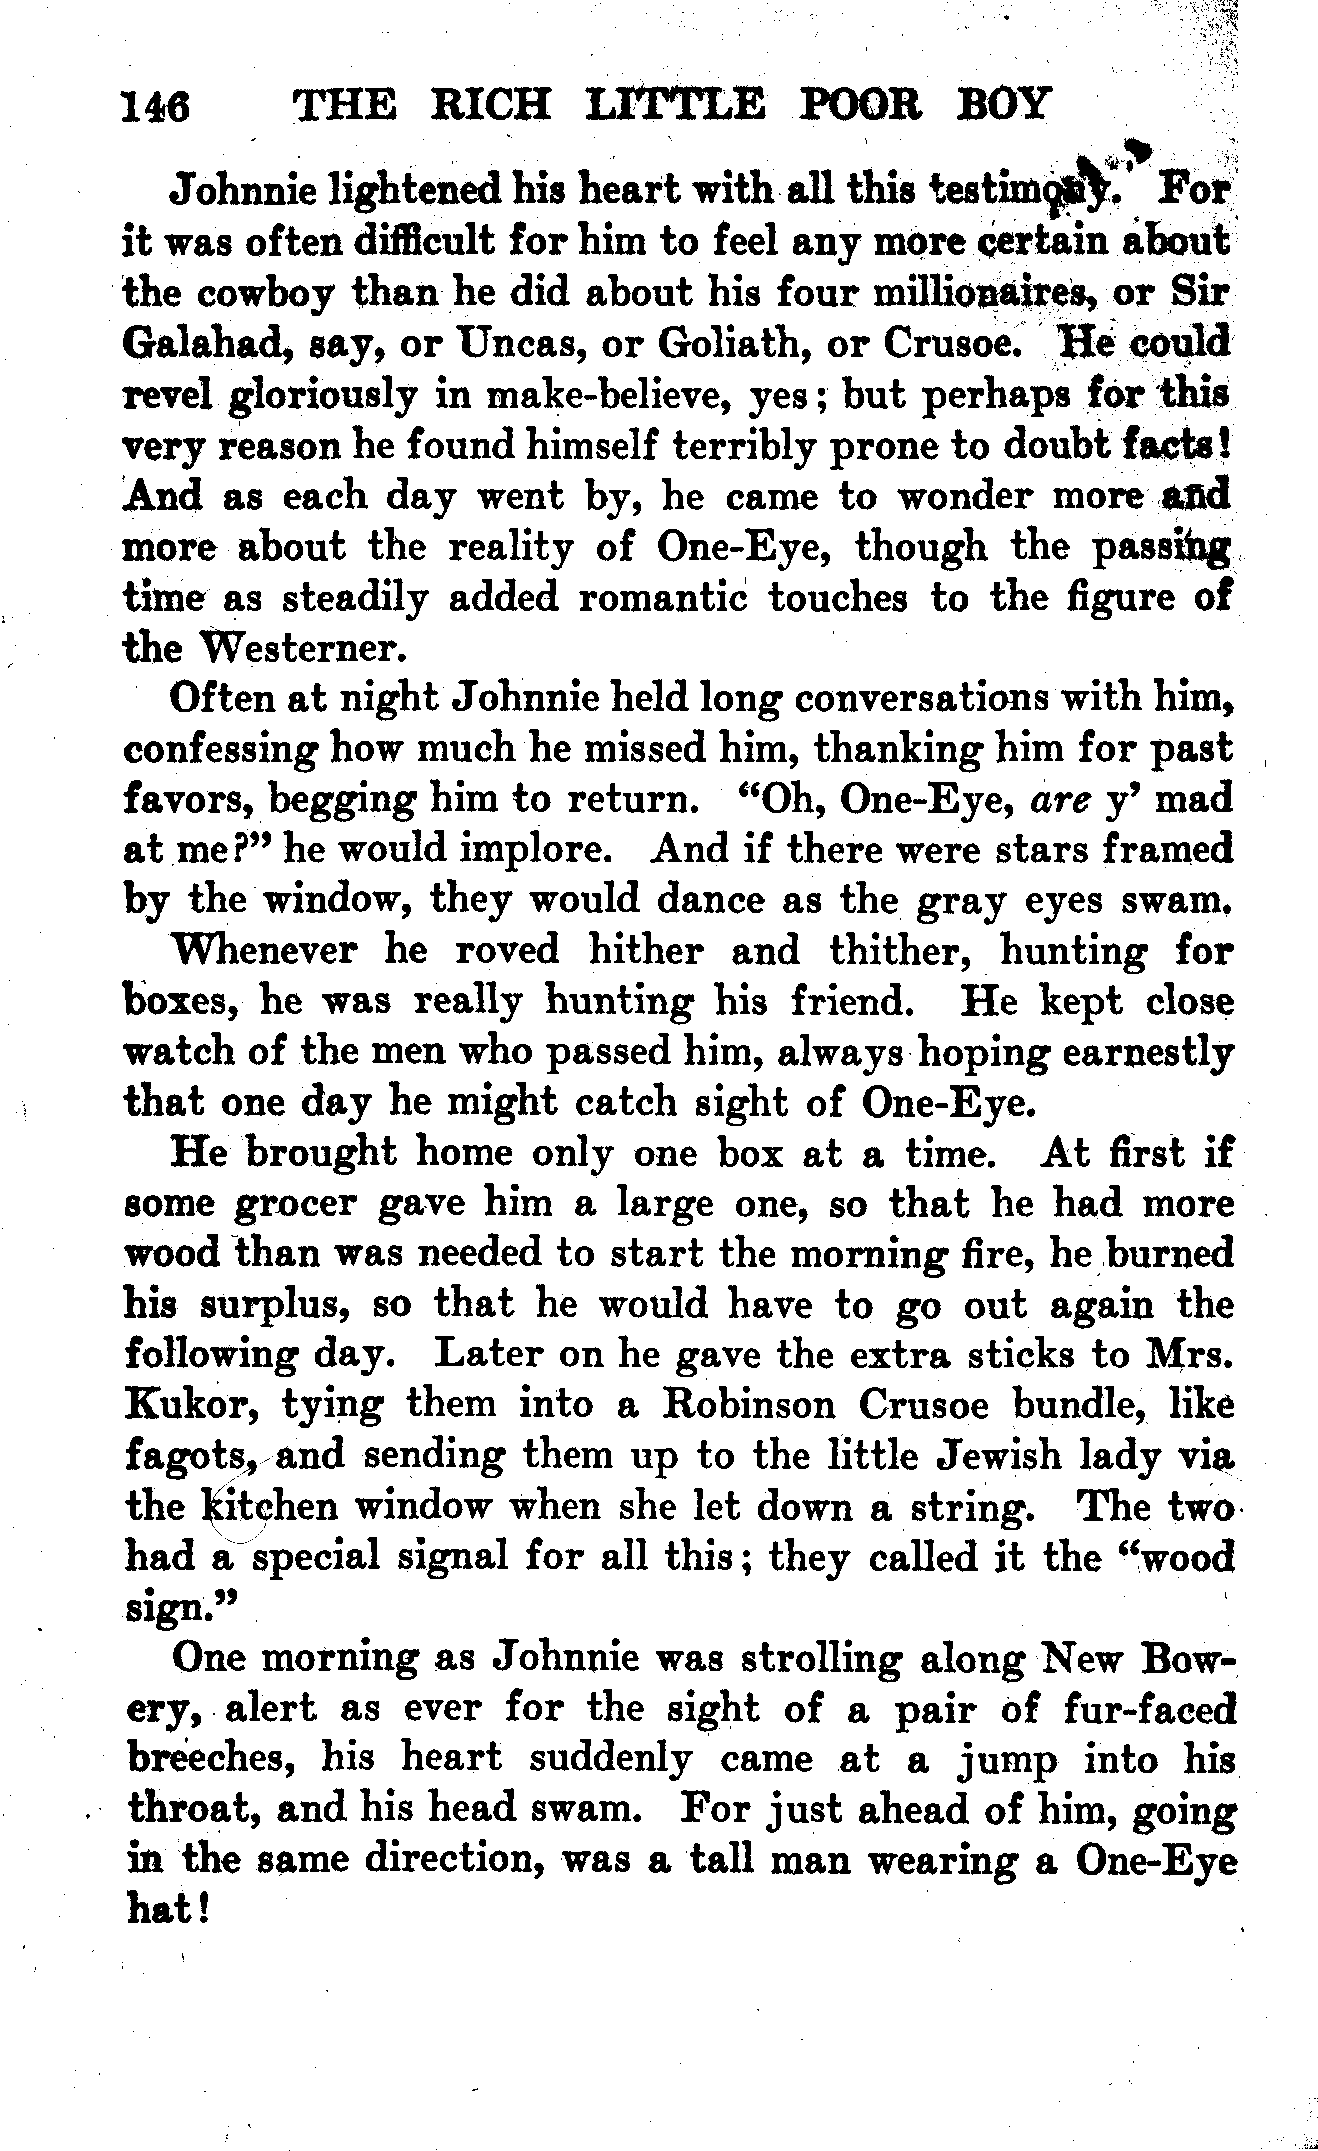 146 THE RICH LITTLE POOR BOY
Johnnie lightened his heart with all this testimony. For
it was often difficult for him to feel any more certain about
the cowboy than he did about his four millionaires, or Sir
Galahad, say, or Uncas, or Goliath, or Crusoe. He could
revel gloriously in make-believe, yes; but perhaps for this
very reason he found himself terribly prone to doubt facts!
And as each day went by, he came to wonder more and
more about the reality of One-Eye, though the passing
time as steadily added romantic touches to the figure of
the Westerner.
Often at night Johnnie held long conversations with him,
confessing how much he missed him, thanking him for past
favors, begging him to return. "Oh, One-Eye, are y' mad
at me?" he would implore. And if there were stars framed
by the window, they would dance as the gray eyes swam.
Whenever he roved hither and thither, hunting for
boxes, he was really hunting his friend. He kept close
watch of the men who passed him, always hoping earnestly
that one day he might catch sight of One-Eye.
He brought home only one box at a time. At first if
some grocer gave him a large one, so that he had more
wood than was needed to start the morning fire, he burned
his surplus, so that he would have to go out again the
following day. Later on he gave the extra sticks to Mrs.
Kukor, tying them into a Robinson Crusoe bundle, like
fagots, and sending them up to the little Jewish lady via
the kitchen window when she let down a string. The two
had a special signal for all this; they called it the "wood
sign."
One morning as Johnnie was strolling along New Bow-
ery, alert as ever for the sight of a pair of fur-faced
breeches, his heart suddenly came at a jump into his
throat, and his head swam. For just ahead of him, going
in the same direction, was a tall man wearing a One-Eye
hat!